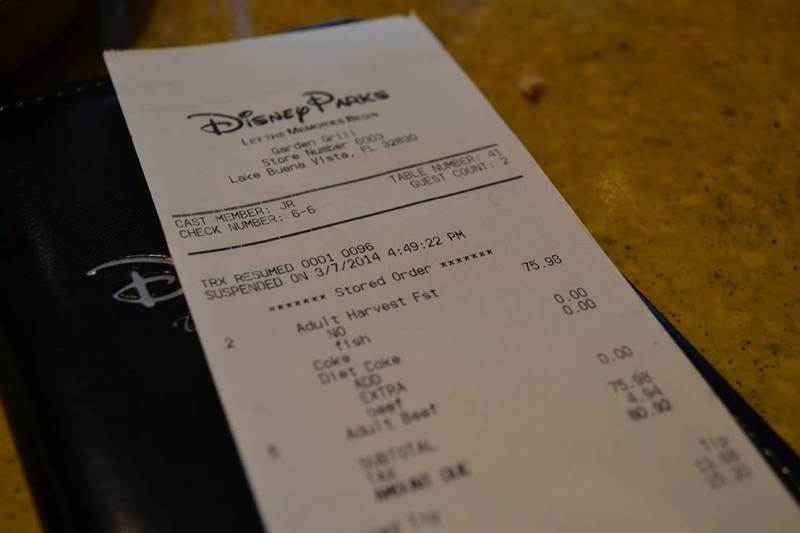 Disney Parks
Let the Memories Begin
Garden Grill
Store Number 6003
Lake Buena Vista, FL 32830
TABLE NUMBER: 41
GUEST COUNT: 2
CAST MEMBER: JR
CHECK NUMBER: 6-6
TRX RESUMED 0001 0096
SUSPENDED ON 3/7/2014 4:49:22 PM
******* Stored Order *******
2 Adult Harvest Fst 75.98
NO
fish
Coke 0.00
Diet Coke 0.00
ADD
EXTRA
beef
5 Adult Beef 0.00
SUBTOTAL 75.98
TAX 4.94
AMOUNT DUE 80.92
Tip